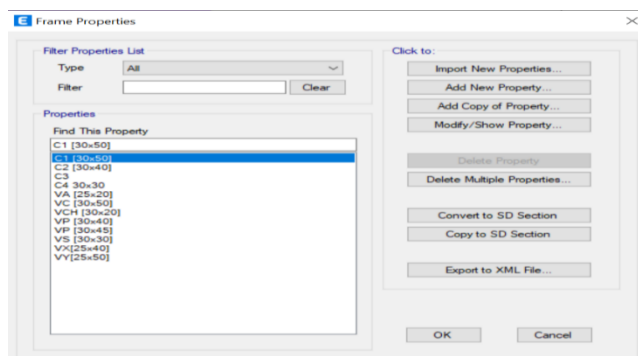 E Frame Properties
Filter Properties List
Type All
Filter Clear
Properties
Find This Property
C1 [30x50]
C1 [30x50]
C2 [30x40]
C3
C4 30x30
VA [25x20]
VC [30x50]
VCH [30x20]
VP [30x40]
VP [30x45]
VS [30x30]
VX[25x40]
VY[25x50]
Click to:
Import New Properties...
Add New Property...
Add Copy of Property...
Modify/Show Property...
Delete Property
Delete Multiple Properties...
Convert to SD Section
Copy to SD Section
Export to XML File...
OK Cancel